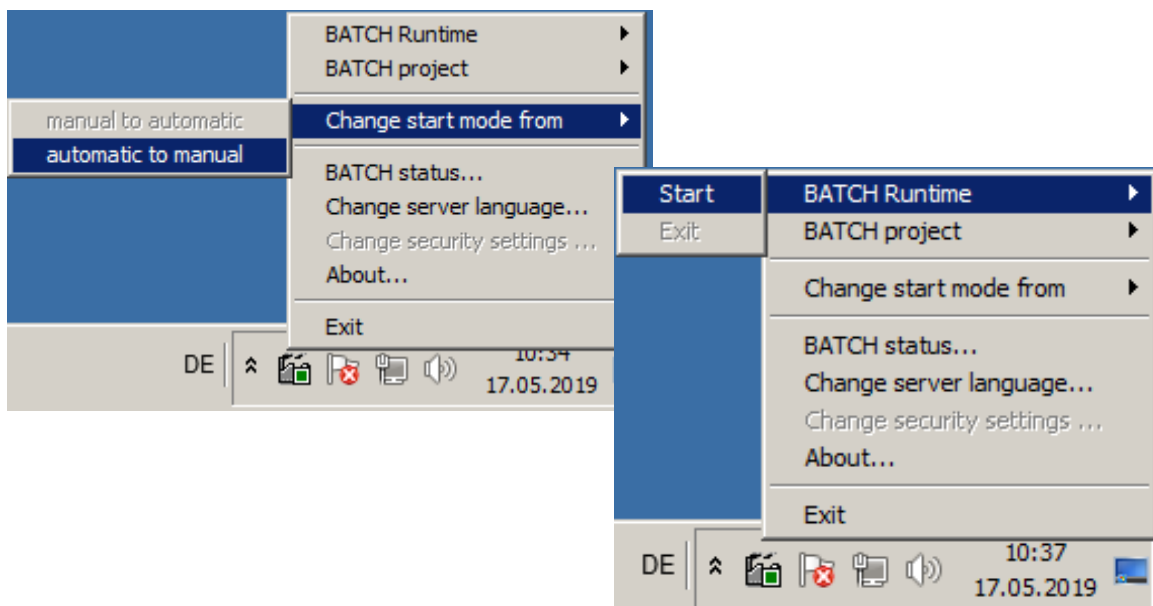 BATCH Runtime
BATCH project
manual to automatic
Change start mode from
automatic to manual
BATCH status...
Change server language...
Change security settings ...
About...
Exit
DE
10:34
17.05.2019
Start
BATCH Runtime
Exit
BATCH project
Change start mode from
BATCH status...
Change server language...
Change security settings ...
About...
Exit
DE
10:37
17.05.2019